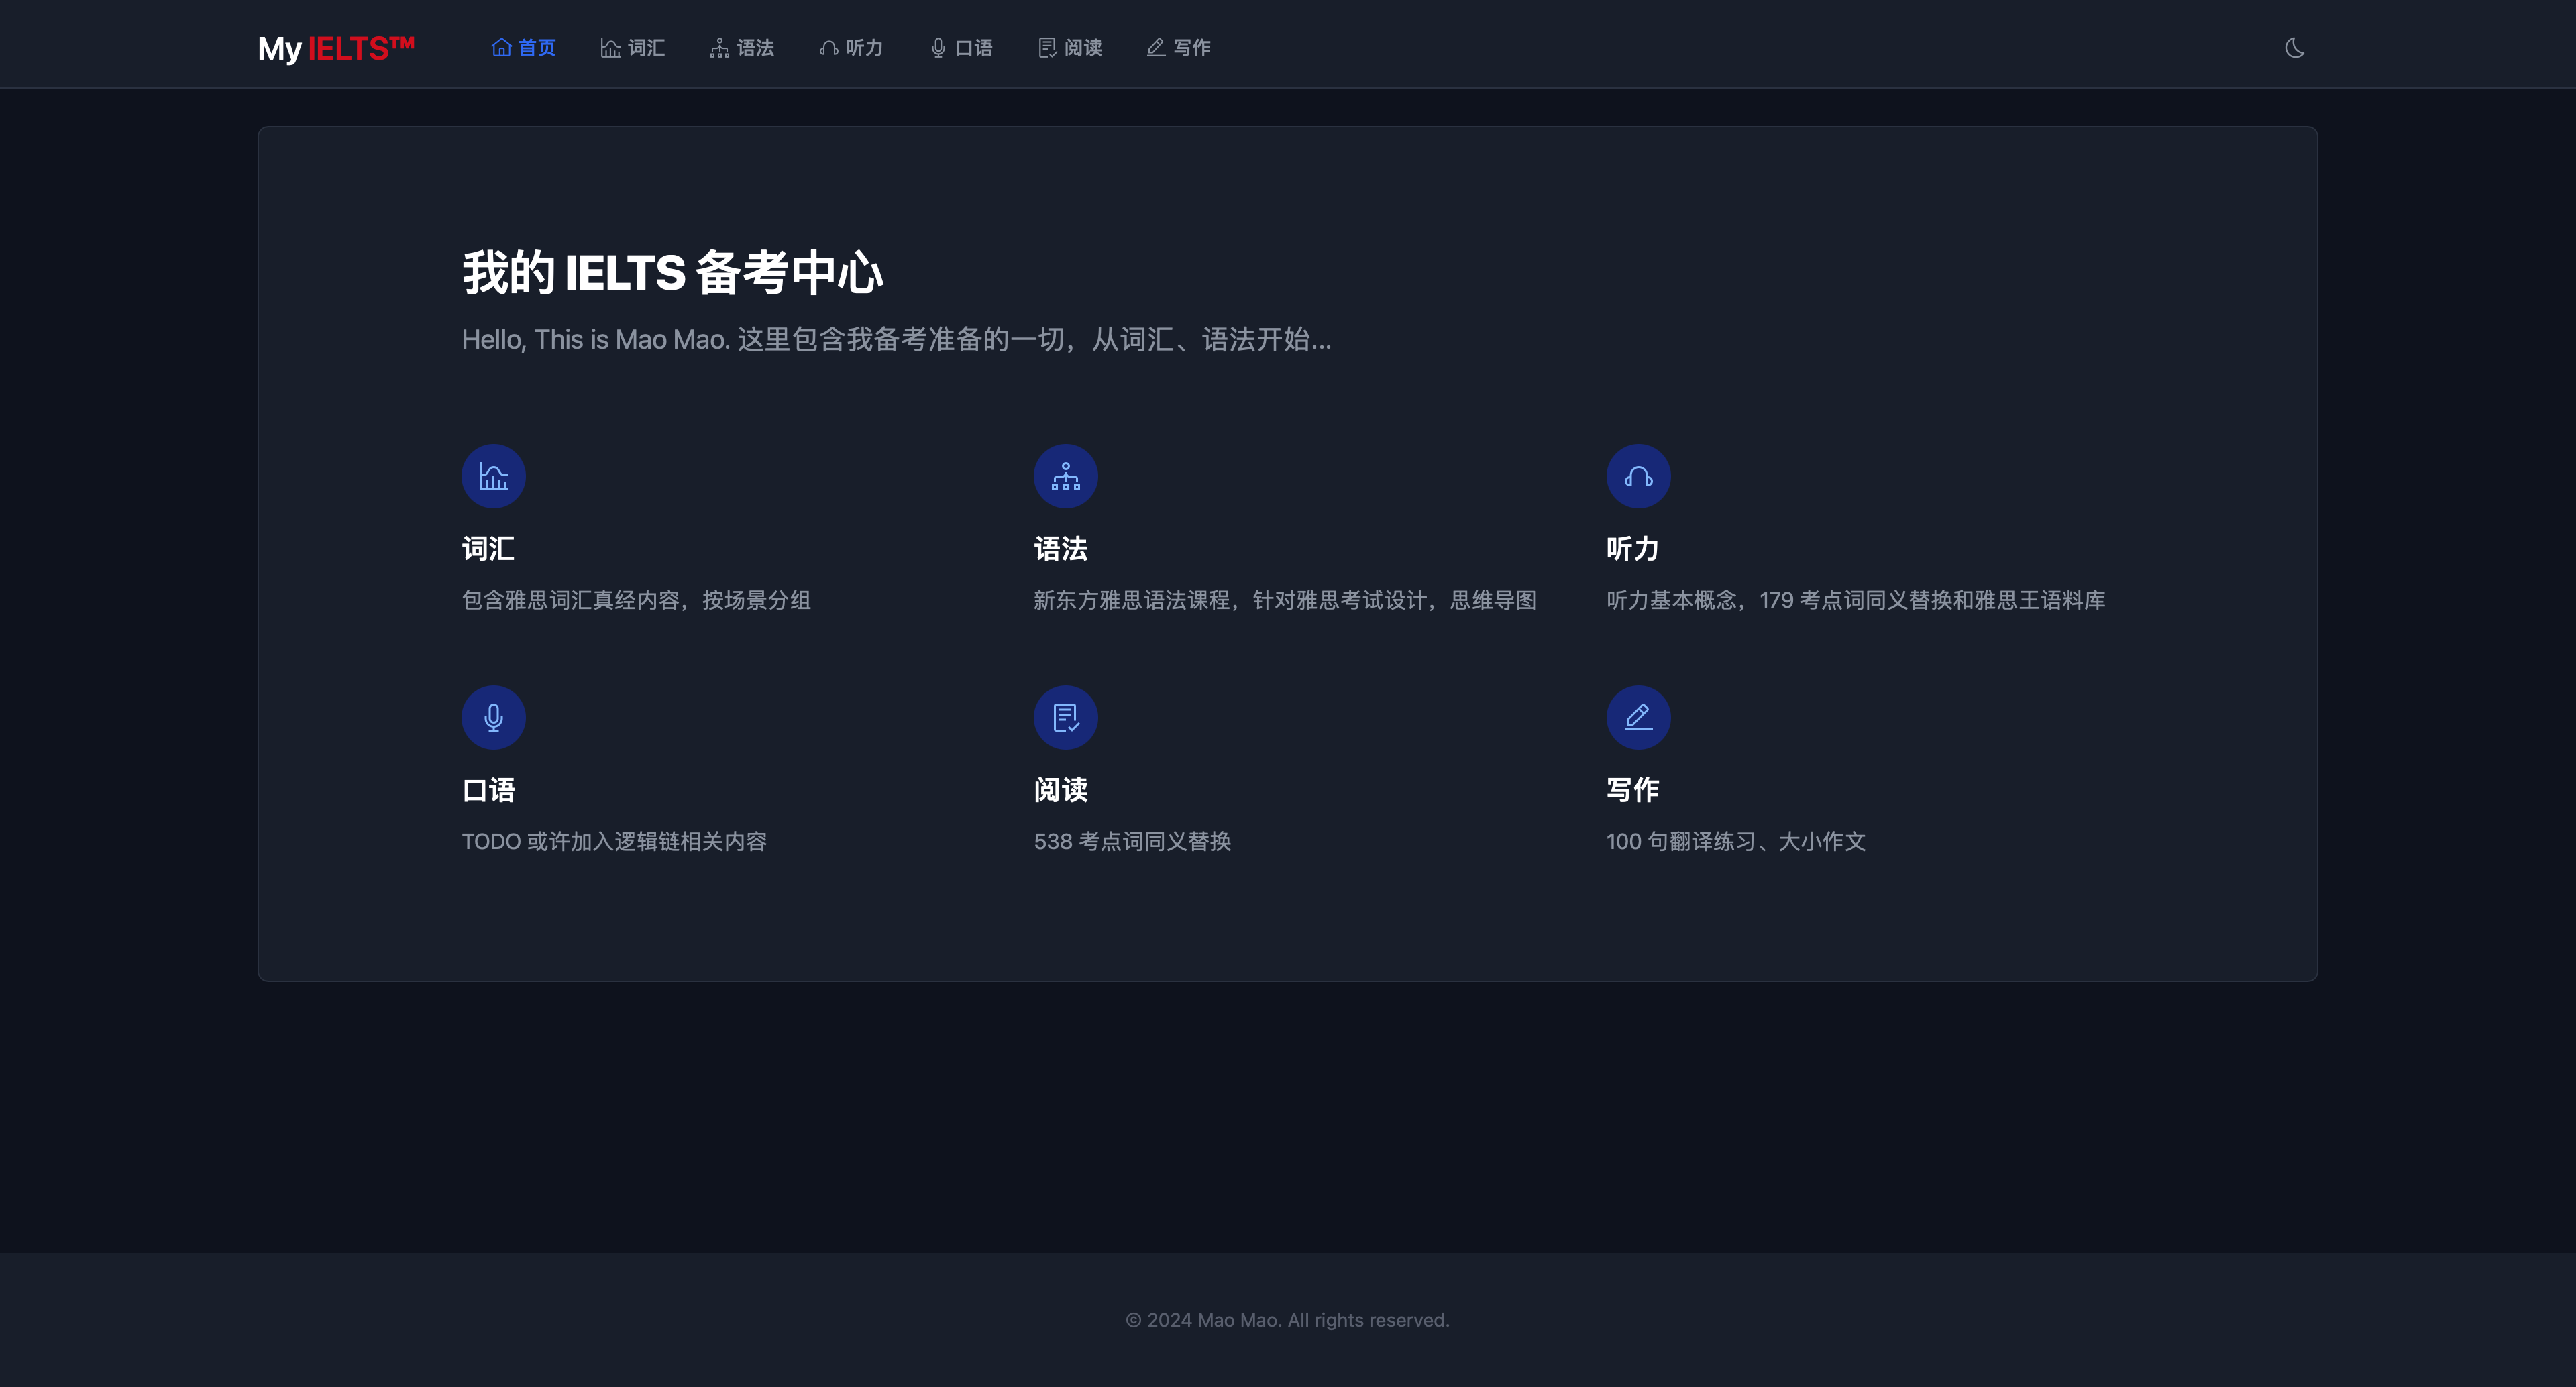 My IELTS™ 首页 词汇 语法 听力 口语 阅读 写作
我的 IELTS 备考中心
Hello, This is Mao Mao. 这里包含我备考准备的一切，从词汇、语法开始...
词汇
包含雅思词汇真经内容，按场景分组
语法
新东方雅思语法课程，针对雅思考试设计，思维导图
听力
听力基本概念，179 考点词同义替换和雅思王语料库
口语
TODO 或许加入逻辑链相关内容
阅读
538 考点词同义替换
写作
100 句翻译练习、大小作文
© 2024 Mao Mao. All rights reserved.